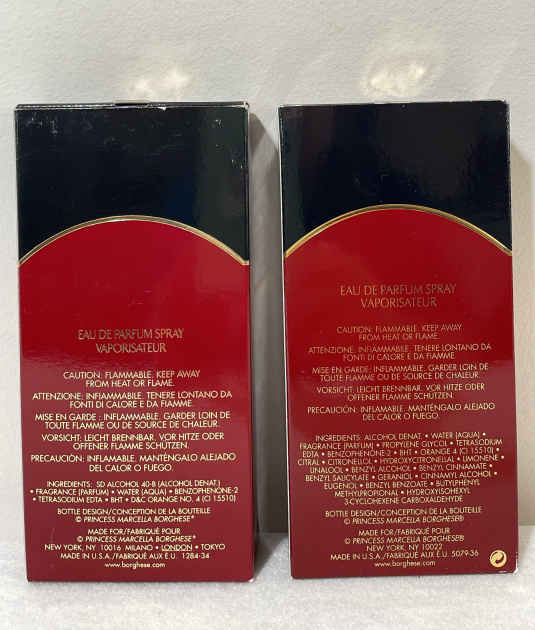 EAU DE PARFUM SPRAY
VAPORISATEUR
CAUTION: FLAMMABLE. KEEP AWAY
FROM HEAT OR FLAME.
ATTENZIONE: INFIAMMABILE, TENERE LONTANO
DI FONTI DI CALORE E DA FIAMME.
MISE EN GARDE : INFLAMMABLE. GARDER LOIN DE
TOUTE FLAMME OU DE SOURCE DE CHALEUR.
VORSICHT: LEICHT BRENNBAR, VOR HITZE ODER
OFFENER FLAMME SCHÜTZEN.
PRECAUCIÓN: INFLAMABLE. MANTÉNGALO ALEJADO
DEL CALOR O FUEGO.
INGREDIENTS: SD ALCOHOL 40-B (ALCOHOL DENAT.)
• FRAGRANCE (PARFUM) • WATER (AQUA) • BENZOPHENONE-2
• TETRASODIUM EDTA • BHT • D&C ORANGE NO. 4 (CI 15510)
BOTTLE DESIGN/CONCEPTION DE LA BOUTEILLE
© PRINCESS MARCELLA BORGHESE®
MADE FOR/FABRIQUÉ POUR
© PRINCESS MARCELLA BORGHESE®
NEW YORK, NY 10016 MILANO • LONDON • TOKYO
MADE IN U.S.A./FABRIQUÉ AUX É.U. 1284-34
www.borghese.com
EAU DE PARFUM SPRAY
VAPORISATEUR
CAUTION: FLAMMABLE. KEEP AWAY
FROM HEAT OR FLAME.
ATTENZIONE: INFIAMMABILE. TENERE LONTANO DA
FONTI DI CALORE E DA FIAMME.
MISE EN GARDE : INFLAMMABLE. GARDER LOIN DE
TOUTE FLAMME OU DE SOURCE DE CHALEUR.
VORSICHT: LEICHT BRENNBAR, VOR HITZE ODER
OFFENER FLAMME SCHÜTZEN.
PRECAUCIÓN: INFLAMABLE. MANTÉNGALO ALEJADO
DEL CALOR O FUEGO.
INGREDIENTS: ALCOHOL DENAT. • WATER (AQUA) •
FRAGRANCE (PARFUM) • PROPYLENE GLYCOL • TETRASODIUM
EDTA • BENZOPHENONE-2 • BHT • ORANGE 4 (CI 15510) •
CITRAL • CITRONELLOL • HYDROXYCITRONELLAL • LIMONENE •
LINALOOL • BENZYL ALCOHOL • BENZYL CINNAMATE •
BENZYL SALICYLATE • GERANIOL • CINNAMYL ALCOHOL •
EUGENOL • BENZYL BENZOATE • BUTYLPHENYL
METHYLPROPIONAL • HYDROXYISOHEXYL
3-CYCLOHEXENE CARBOXALDEHYDE
BOTTLE DESIGN/CONCEPTION DE LA BOUTEILLE
© PRINCESS MARCELLA BORGHESE®
MADE FOR/FABRIQUÉ POUR
© PRINCESS MARCELLA BORGHESE®
NEW YORK, NY 10022
MADE IN U.S.A./FABRIQUÉ AUX É.U. 5079-36
www.borghese.com